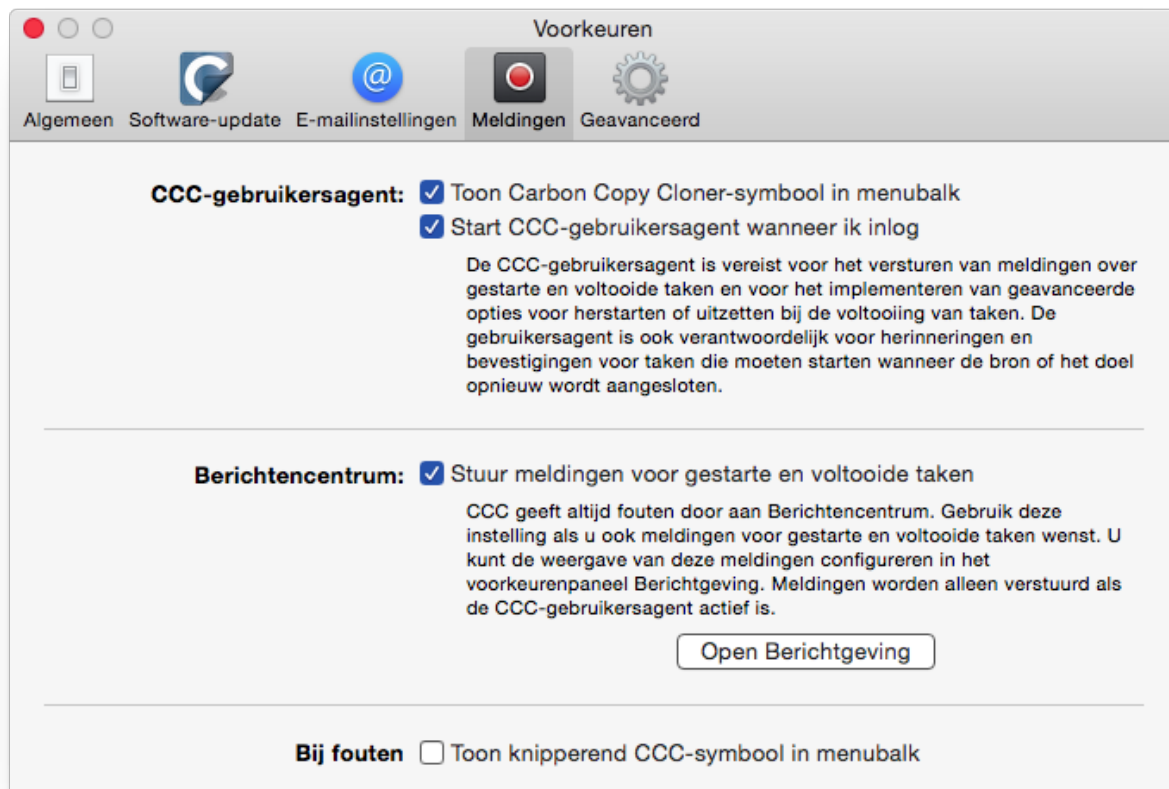 Voorkeuren
Algemeen Software-update E-mailinstellingen Meldingen Geavanceerd
CCC-gebruikersagent: Toon Carbon Copy Cloner-symbool in menubalk
Start CCC-gebruikersagent wanneer ik inlog
De CCC-gebruikersagent is vereist voor het versturen van meldingen over
gestarte en voltooide taken en voor het implementeren van geavanceerde
opties voor herstarten of uitzetten bij de voltooiing van taken. De
gebruikersagent is ook verantwoordelijk voor herinneringen en
bevestigingen voor taken die moeten starten wanneer de bron of het doel
opnieuw wordt aangesloten.
Berichtencentrum: Stuur meldingen voor gestarte en voltooide taken
CCC geeft altijd fouten door aan Berichtencentrum. Gebruik deze
instelling als u ook meldingen voor gestarte en voltooide taken wenst. U
kunt de weergave van deze meldingen configureren in het
voorkeurenpaneel Berichtgeving. Meldingen worden alleen verstuurd als
de CCC-gebruikersagent actief is.
Open Berichtgeving
Bij fouten Toon knipperend CCC-symbool in menubalk